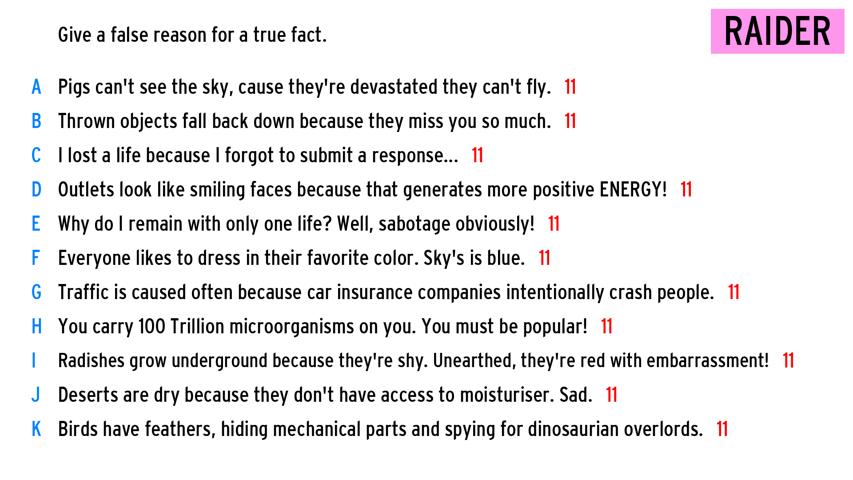 Give a false reason for a true fact.
RAIDER
A Pigs can't see the sky, cause they're devastated they can't fly. 11
B Thrown objects fall back down because they miss you so much. 11
C I lost a life because I forgot to submit a response... 11
D Outlets look like smiling faces because that generates more positive ENERGY! 11
E Why do I remain with only one life? Well, sabotage obviously! 11
F Everyone likes to dress in their favorite color. Sky's is blue. 11
G Traffic is caused often because car insurance companies intentionally crash people. 11
H You carry 100 Trillion microorganisms on you. You must be popular! 11
I Radishes grow underground because they're shy. Unearthed, they're red with embarrassment! 11
J Deserts are dry because they don't have access to moisturiser. Sad. 11
K Birds have feathers, hiding mechanical parts and spying for dinosaurian overlords. 11